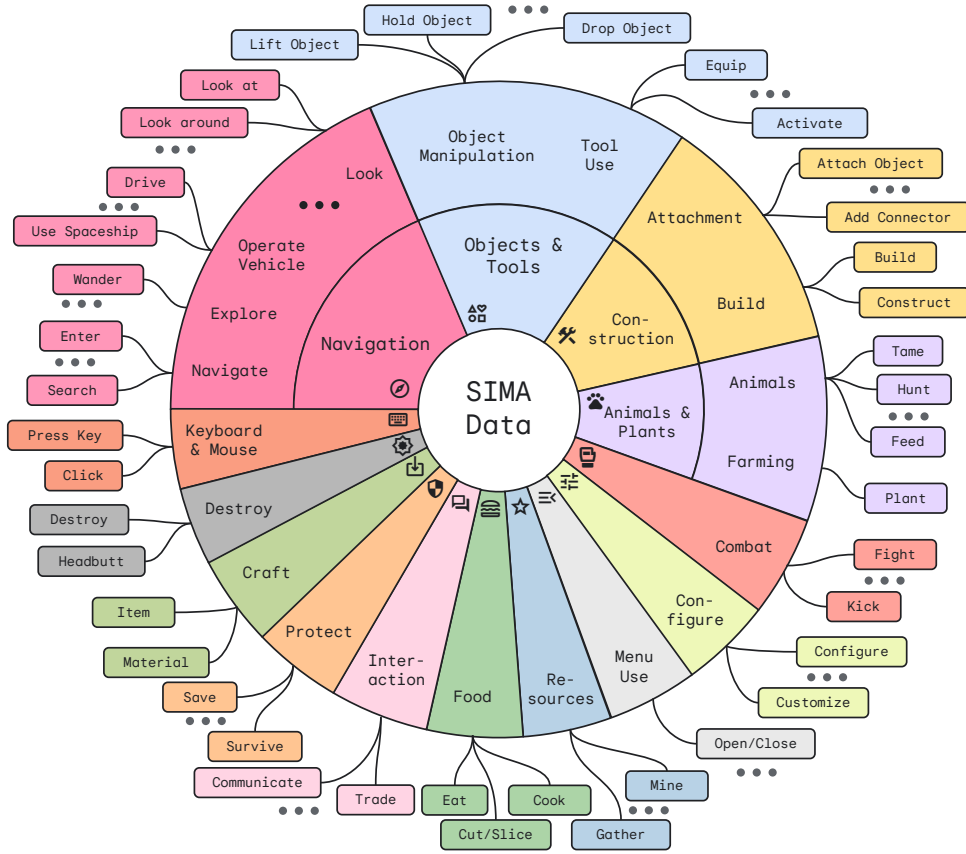 Hold Object
Drop Object
Lift Object
Equip
Activate
Look at
Look around
Drive
Use Spaceship
Wander
Enter
Search
Press Key
Click
Destroy
Headbutt
Item
Material
Save
Survive
Communicate
Trade
Eat
Cut/Slice
Cook
Gather
Mine
Open/Close
Customize
Configure
Kick
Fight
Plant
Feed
Hunt
Tame
Construct
Build
Add Connector
Attach Object
Object
Manipulation
Tool
Use
Look
Operate
Vehicle
Explore
Navigate
Navigation
Objects &
Tools
Attachment
Build
Con-
struction
Animals
Farming
Animals &
Plants
SIMA
Data
Keyboard
& Mouse
Destroy
Craft
Protect
Inter-
action
Food
Re-
sources
Menu
Use
Con-
figure
Combat